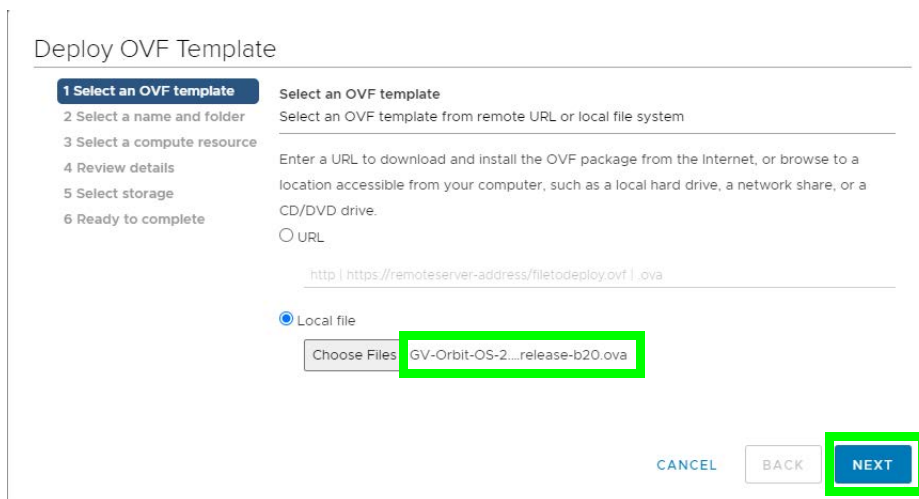 Deploy OVF Template
1 Select an OVF template
2 Select a name and folder
3 Select a compute resource
4 Review details
5 Select storage
6 Ready to complete
Select an OVF template
Select an OVF template from remote URL or local file system
Enter a URL to download and install the OVF package from the Internet, or browse to a
location accessible from your computer, such as a local hard drive, a network share, or a
CD/DVD drive.
URL
http | https://remoteserver-address/filetodeploy.ovf | .ova
Local file
Choose Files GV-Orbit-OS-2....release-b20.ova
CANCEL BACK NEXT